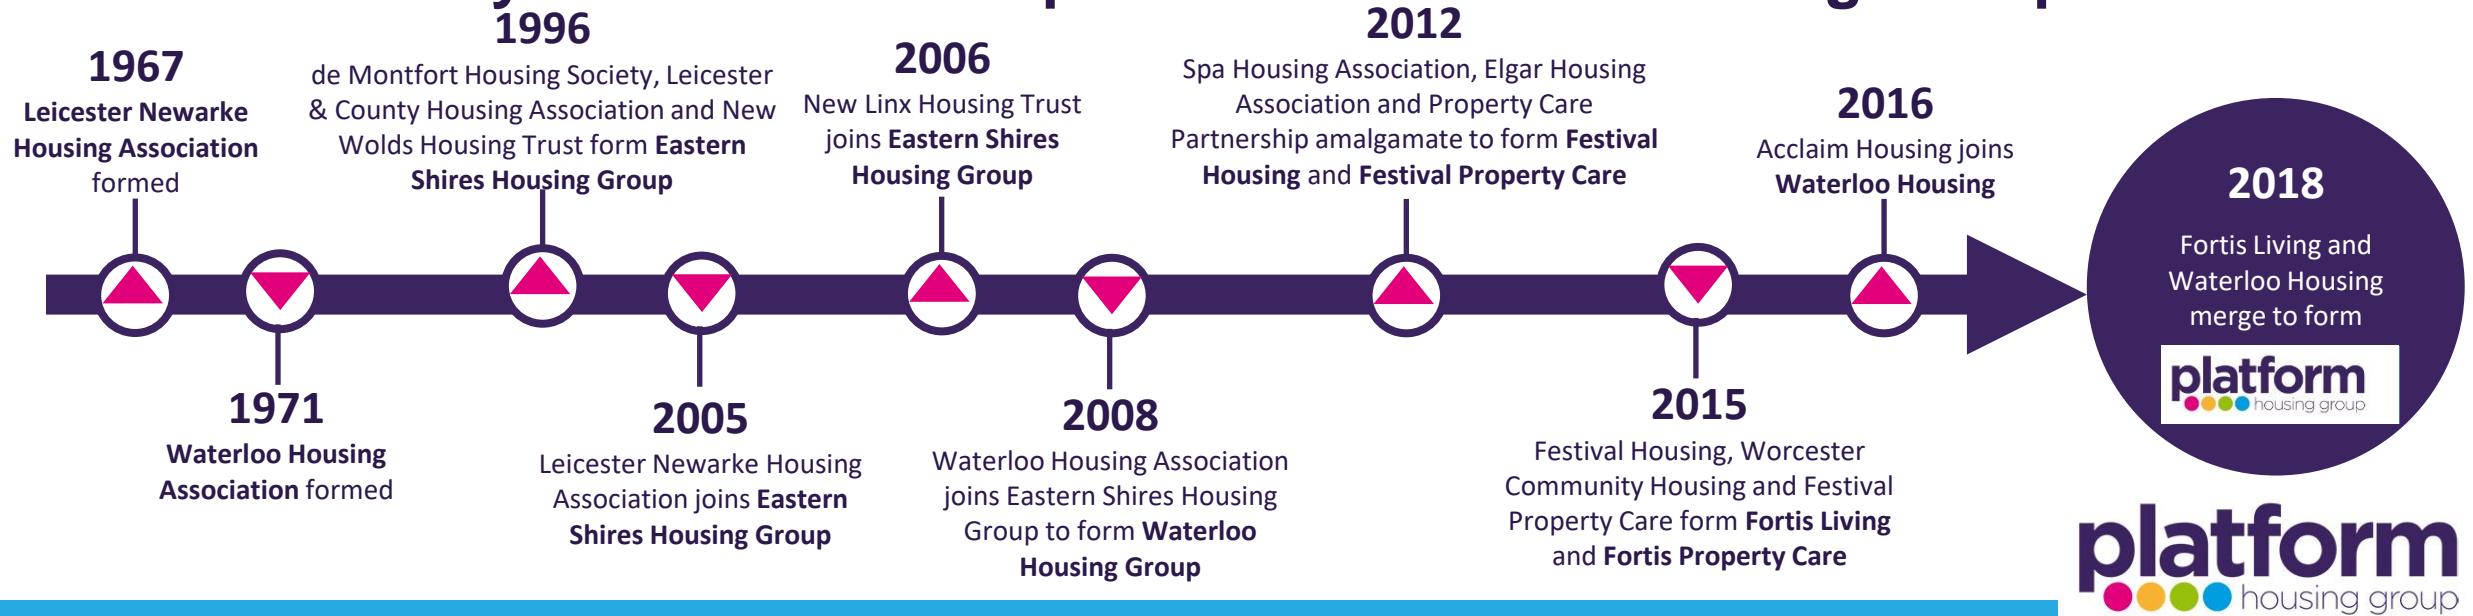 1967
Leicester Newarke
Housing Association
formed
1971
Waterloo Housing
Association formed
1996
de Montfort Housing Society, Leicester
& County Housing Association and New
Wolds Housing Trust form Eastern
Shires Housing Group
2005
Leicester Newarke Housing
Association joins Eastern
Shires Housing Group
2006
New Linx Housing Trust
joins Eastern Shires
Housing Group
2008
Waterloo Housing Association
joins Eastern Shires Housing
Group to form Waterloo
Housing Group
2012
Spa Housing Association, Elgar Housing
Association and Property Care
Partnership amalgamate to form Festival
Housing and Festival Property Care
2015
Festival Housing, Worcester
Community Housing and Festival
Property Care form Fortis Living
and Fortis Property Care
2016
Acclaim Housing joins
Waterloo Housing
2018
Fortis Living and
Waterloo Housing
merge to form
platform
housing group
platform
housing group